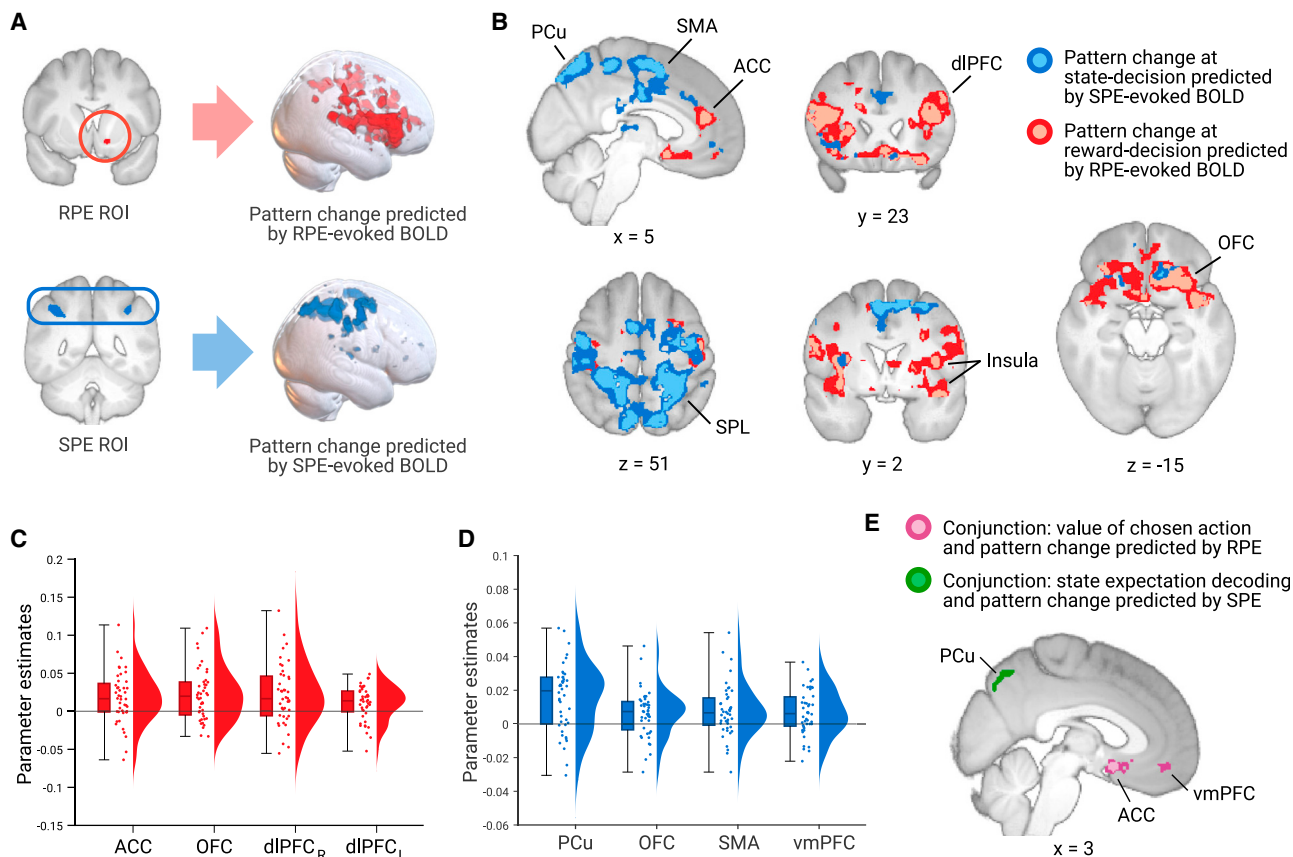 A
RPE ROI
Pattern change predicted
by RPE-evoked BOLD
SPE ROI
Pattern change predicted
by SPE-evoked BOLD
B
PCu
SMA
ACC
x = 5
dlPFC
y = 23
Pattern change at
state-decision predicted
by SPE-evoked BOLD
Pattern change at
reward-decision predicted
by RPE-evoked BOLD
SPL
z = 51
Insula
y = 2
OFC
z = -15
C
Parameter estimates
0.2
0.15
0.1
0.05
0
-0.05
-0.1
-0.15
ACC
OFC
dlPFC_R
dlPFC_L
D
Parameter estimates
0.1
0.08
0.06
0.04
0.02
0
-0.02
-0.04
-0.06
PCu
OFC
SMA
vmPFC
E
Conjunction: value of chosen action
and pattern change predicted by RPE
Conjunction: state expectation decoding
and pattern change predicted by SPE
PCu
ACC
vmPFC
x = 3